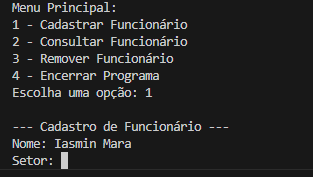 Menu Principal:
1 - Cadastrar Funcionário
2 - Consultar Funcionário
3 - Remover Funcionário
4 - Encerrar Programa
Escolha uma opção: 1
--- Cadastro de Funcionário ---
Nome: Iasmin Mara
Setor: